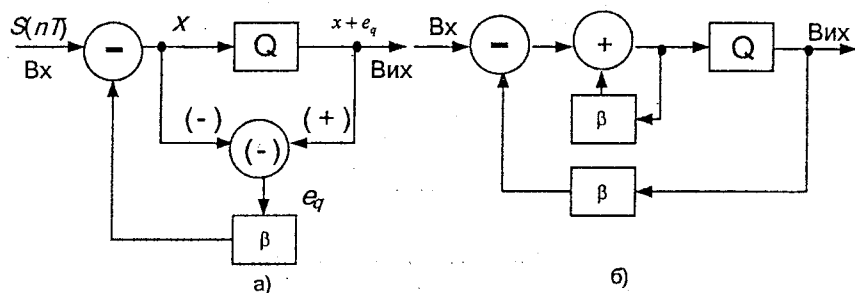 S(nT)
Вх
−
X
Q
x + e_q
Вих
(-)
(+)
(-)
e_q
β
а)
Вх
−
+
Q
Вих
β
β
б)